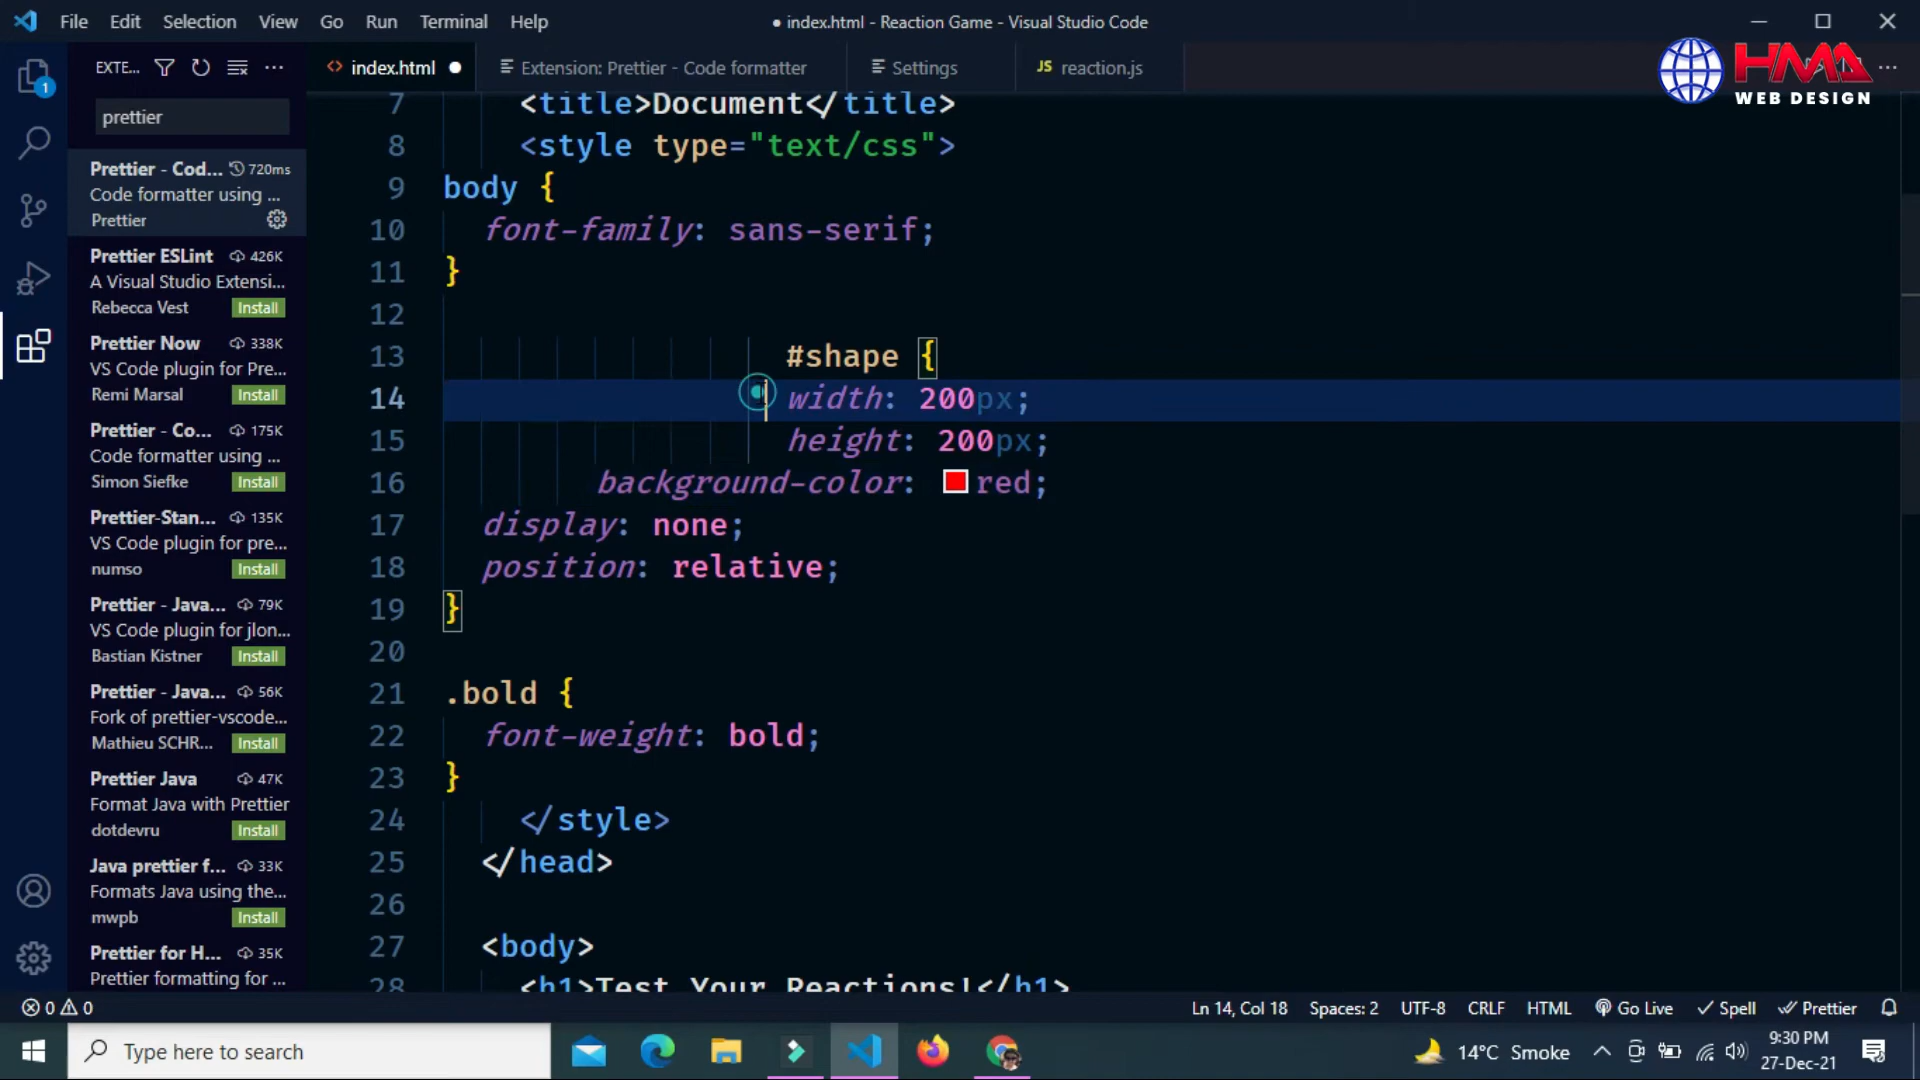 File Edit Selection View Go Run Terminal Help
● index.html - Reaction Game - Visual Studio Code
HMA
WEB DESIGN
EXTE...
index.html
Extension: Prettier - Code formatter
Settings
JS reaction.js
1
prettier
Prettier - Cod... 720ms
Code formatter using ...
Prettier
Prettier ESLint 426K
A Visual Studio Extensi...
Rebecca Vest Install
Prettier Now 338K
VS Code plugin for Pre...
Remi Marsal Install
Prettier - Co... 175K
Code formatter using ...
Simon Siefke Install
Prettier-Stan... 135K
VS Code plugin for pre...
numso Install
Prettier - Java... 79K
VS Code plugin for jlon...
Bastian Kistner Install
Prettier - Java... 56K
Fork of prettier-vscode...
Mathieu SCHR... Install
Prettier Java 47K
Format Java with Prettier
dotdevru Install
Java prettier f... 33K
Formats Java using the...
mwpb Install
Prettier for H... 35K
Prettier formatting for ...
7 <title>Document</title>
8 <style type="text/css">
9 body {
10 font-family: sans-serif;
11 }
12
13 #shape {
14 width: 200px;
15 height: 200px;
16 background-color: red;
17 display: none;
18 position: relative;
19 }
20
21 .bold {
22 font-weight: bold;
23 }
24 </style>
25 </head>
26
27 <body>
28 <h1>Test Your Reactions!</h1>
0 0
Ln 14, Col 18 Spaces: 2 UTF-8 CRLF HTML Go Live Spell Prettier
Type here to search
14°C Smoke
9:30 PM
27-Dec-21